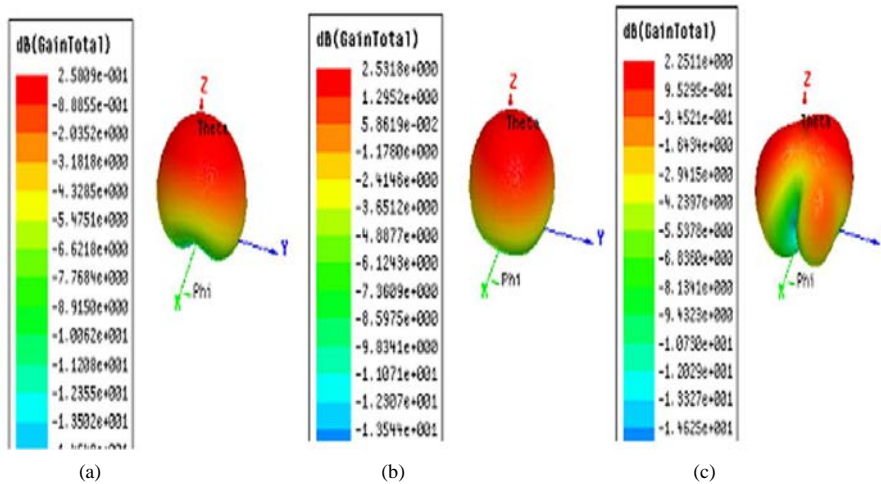 dB(GainTotal)
2.5809e-001
-8.8855e-001
-2.0352e+000
-3.1818e+000
-4.3285e+000
-5.4751e+000
-6.6218e+000
-7.7684e+000
-8.9150e+000
-1.0062e+001
-1.1208e+001
-1.2355e+001
-1.3502e+001
Z
Theta
Y
X
Phi
(a)
dB(GainTotal)
2.5318e+000
1.2952e+000
5.8619e-002
-1.1780e+000
-2.4146e+000
-3.6512e+000
-4.8877e+000
-6.1243e+000
-7.3609e+000
-8.5975e+000
-9.8341e+000
-1.1071e+001
-1.2307e+001
-1.3544e+001
Z
Theta
Y
X
Phi
(b)
dB(GainTotal)
2.2511e+000
9.5295e-001
-3.4521e-001
-1.6434e+000
-2.9415e+000
-4.2397e+000
-5.5378e+000
-6.8360e+000
-8.1341e+000
-9.4323e+000
-1.0730e+001
-1.2029e+001
-1.3327e+001
-1.4625e+001
Z
Theta
X
Phi
(c)